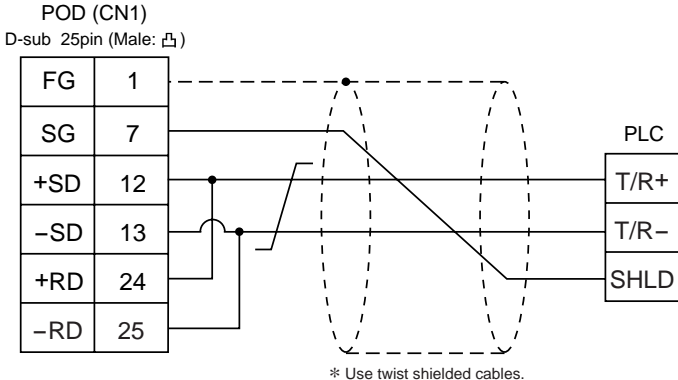 POD (CN1)
D-sub 25pin (Male: 凸)
FG 1
SG 7
PLC
+SD 12 T/R+
−SD 13 T/R−
+RD 24 SHLD
−RD 25
* Use twist shielded cables.